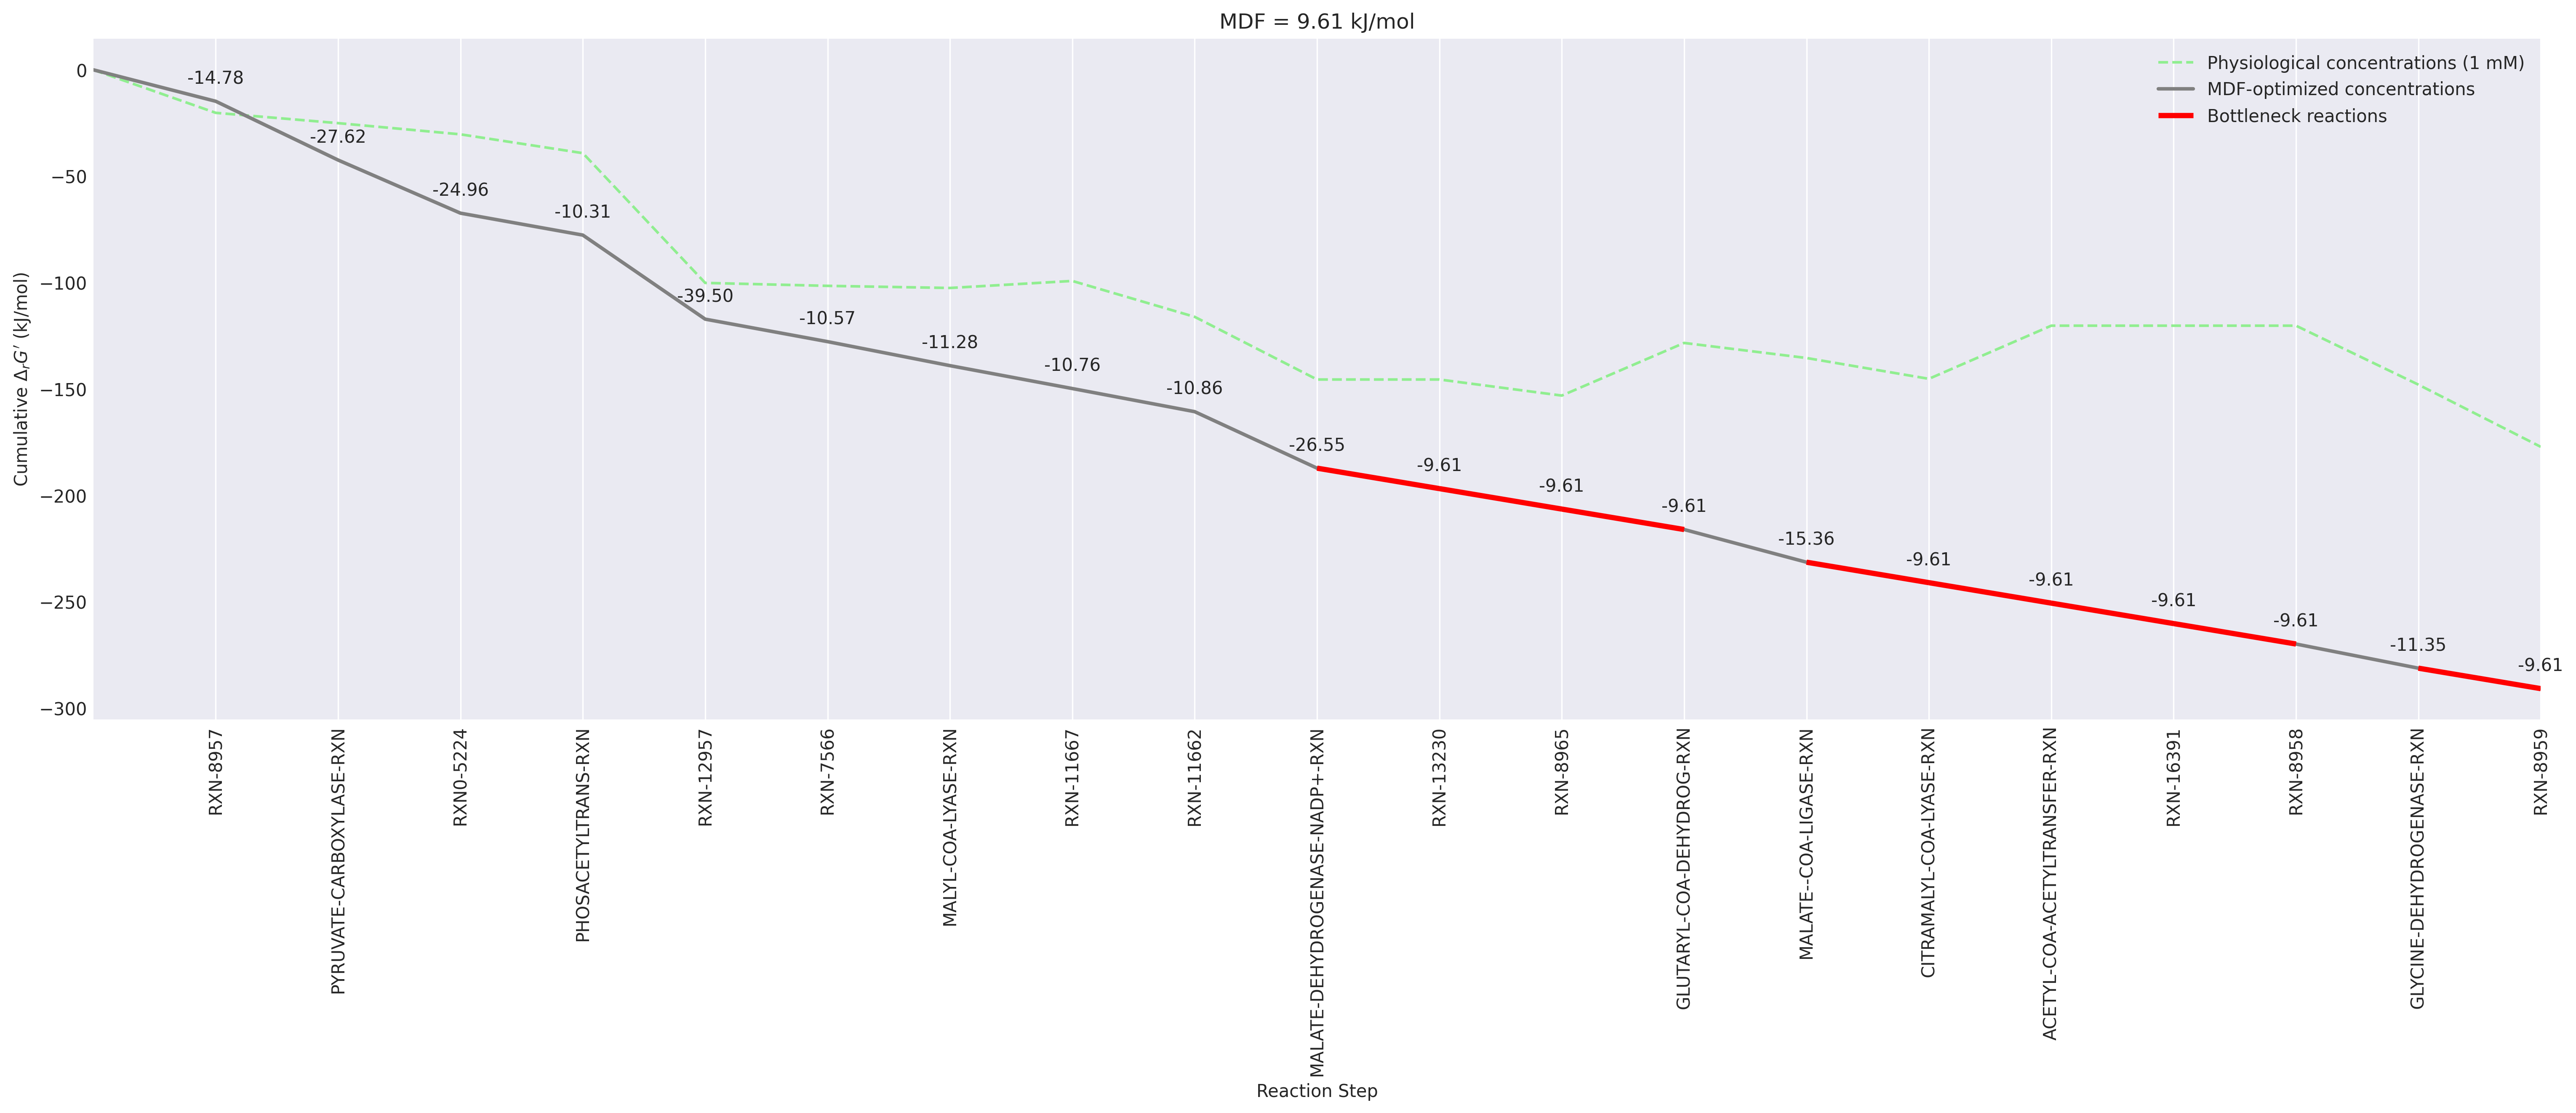 MDF = 9.61 kJ/mol
Physiological concentrations (1 mM)
MDF-optimized concentrations
Bottleneck reactions
Cumulative ΔrG′ (kJ/mol)
0
−50
−100
−150
−200
−250
−300
-14.78
-27.62
-24.96
-10.31
-39.50
-10.57
-11.28
-10.76
-10.86
-26.55
-9.61
-9.61
-9.61
-15.36
-9.61
-9.61
-9.61
-9.61
-11.35
-9.61
RXN-8957
PYRUVATE-CARBOXYLASE-RXN
RXN0-5224
PHOSACETYLTRANS-RXN
RXN-12957
RXN-7566
MALYL-COA-LYASE-RXN
RXN-11667
RXN-11662
MALATE-DEHYDROGENASE-NADP+-RXN
RXN-13230
RXN-8965
GLUTARYL-COA-DEHYDROG-RXN
MALATE--COA-LIGASE-RXN
CITRAMALYL-COA-LYASE-RXN
ACETYL-COA-ACETYLTRANSFER-RXN
RXN-16391
RXN-8958
GLYCINE-DEHYDROGENASE-RXN
RXN-8959
Reaction Step